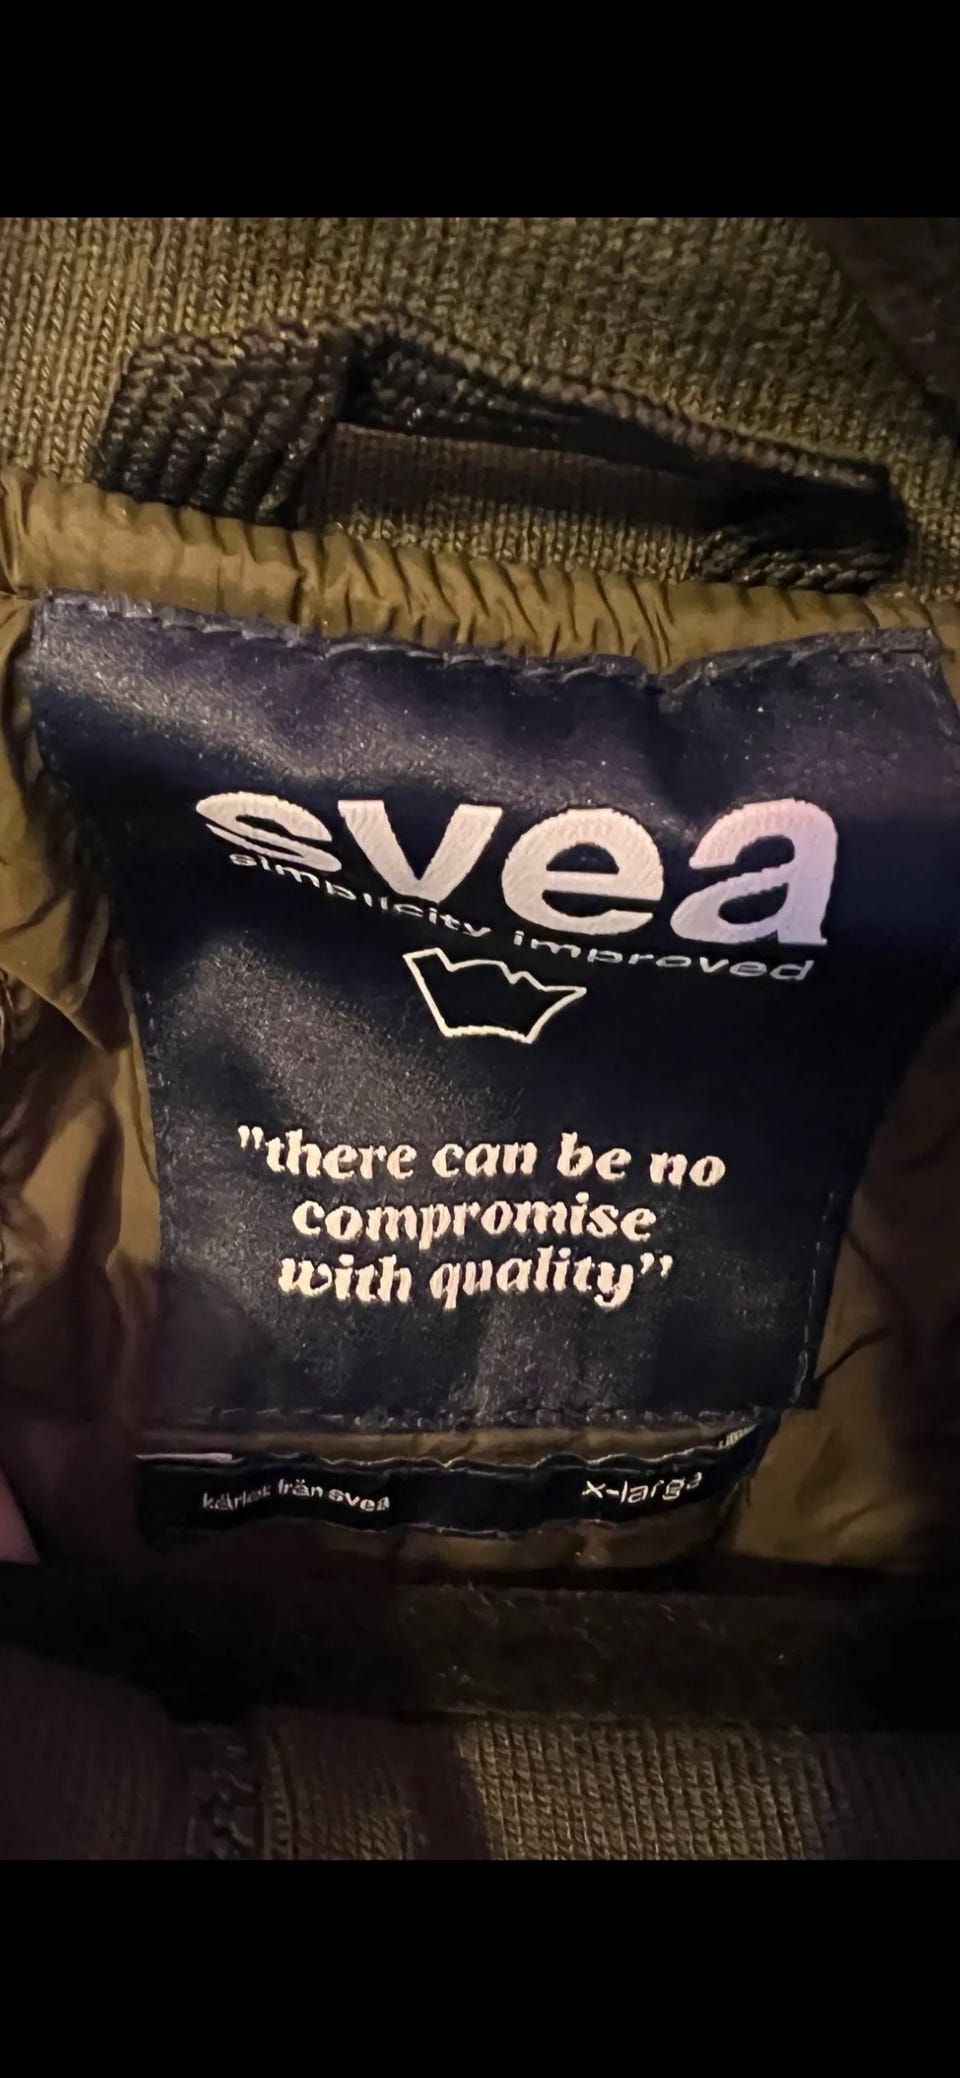 svea
simplicity improved
"there can be no
compromise
with quality"
kärlek från svea
x-large